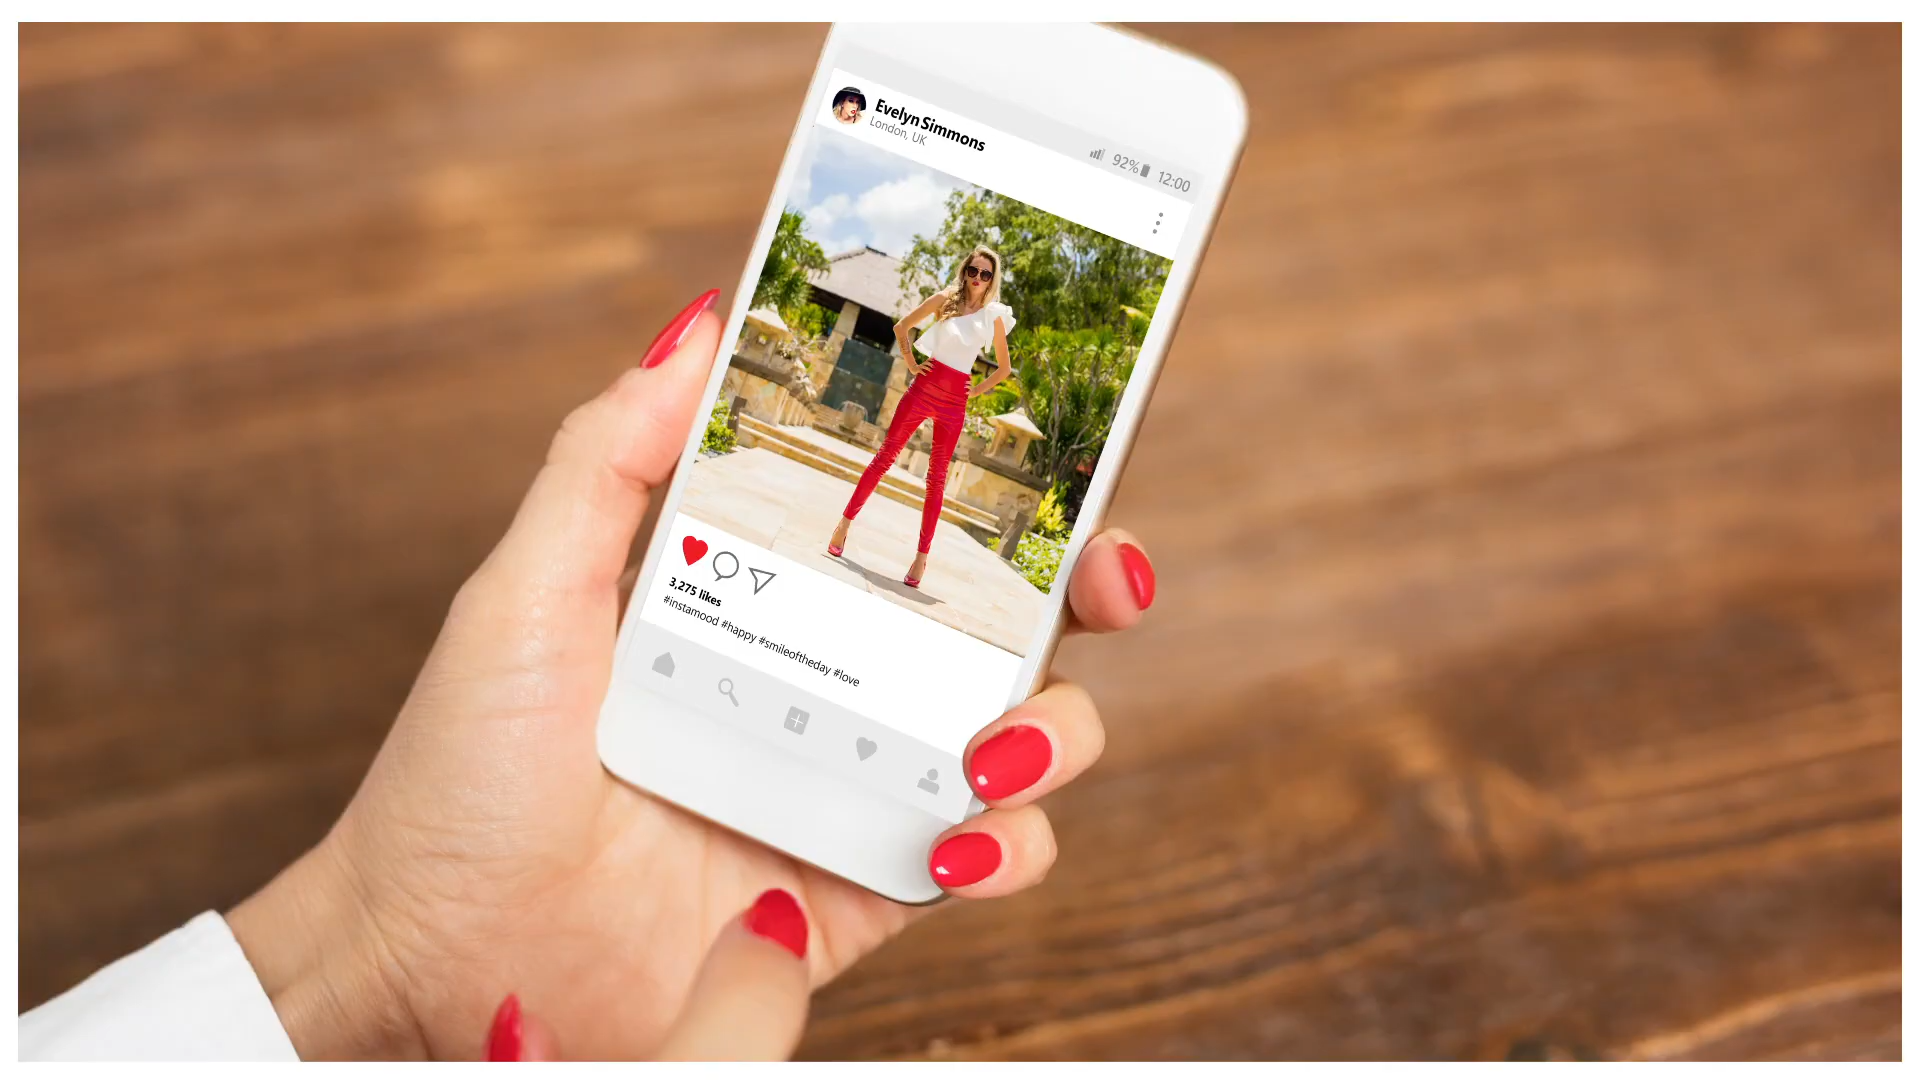 92% 12:00
Evelyn Simmons
London, UK
3,275 likes
#instamood #happy #smileoftheday #love